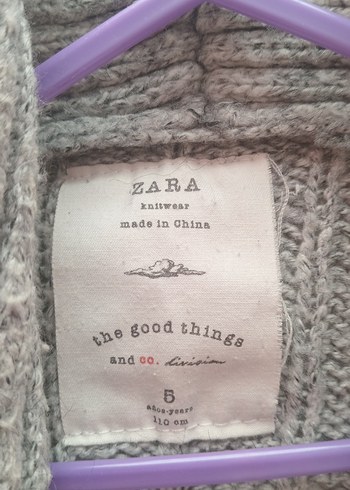 ZARA
knitwear
made in China
the good things
and co. division
5
años-years
110 cm